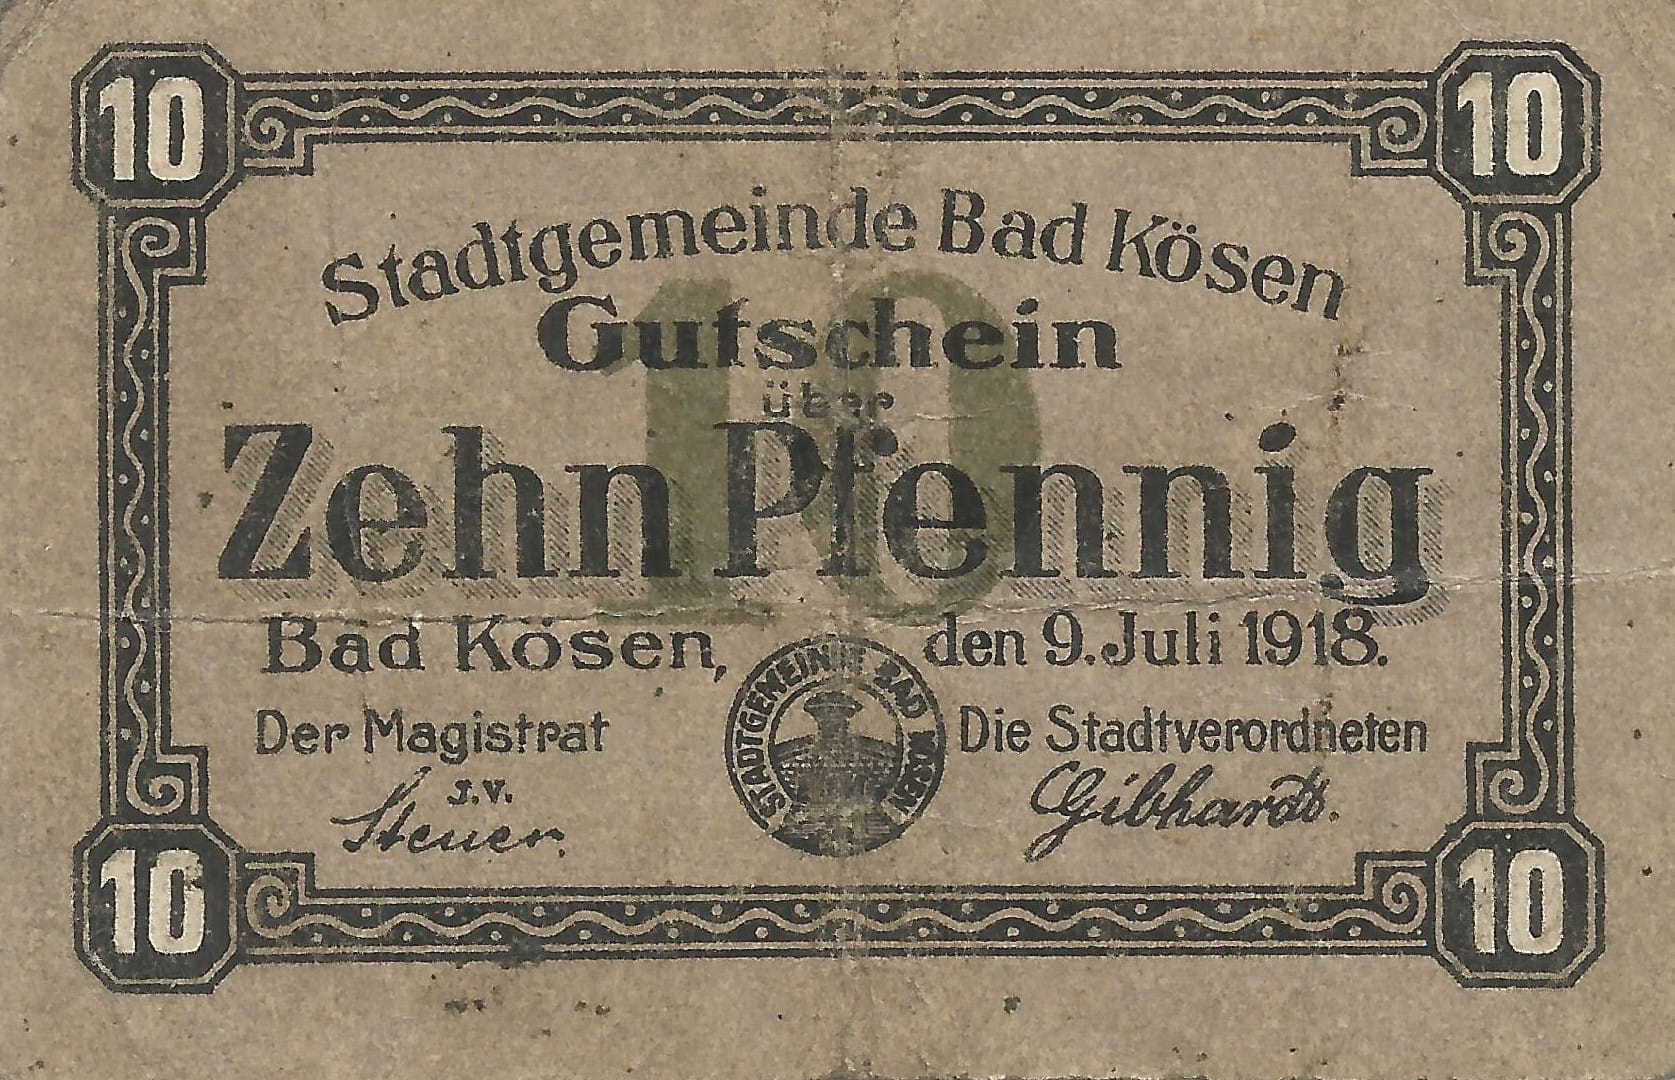 10 10
Stadtgemeinde Bad Kösen
Gutschein
10
über
Zehn Pfennig
Bad Kösen, den 9. Juli 1918.
STADTGEMEINDE BAD KÖSEN
Der Magistrat Die Stadtverordneten
J.V.
Steuer. Gibhardt.
10 10